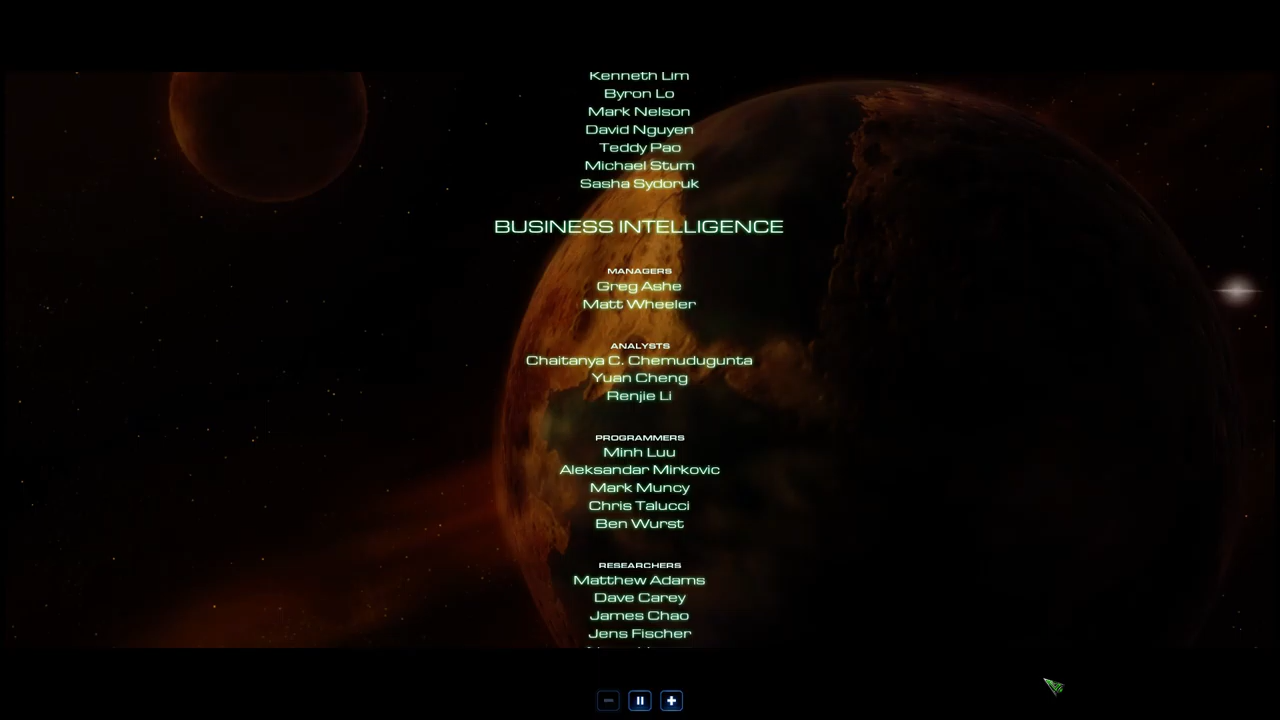 Kenneth Lim
Byron Lo
Mark Nelson
David Nguyen
Teddy Pao
Michael Stum
Sasha Sydoruk
BUSINESS INTELLIGENCE
MANAGERS
Greg Ashe
Matt Wheeler
ANALYSTS
Chaitanya C. Chemudugunta
Yuan Cheng
Renjie Li
PROGRAMMERS
Minh Luu
Aleksandar Mirkovic
Mark Muncy
Chris Talucci
Ben Wurst
RESEARCHERS
Matthew Adams
Dave Carey
James Chao
Jens Fischer